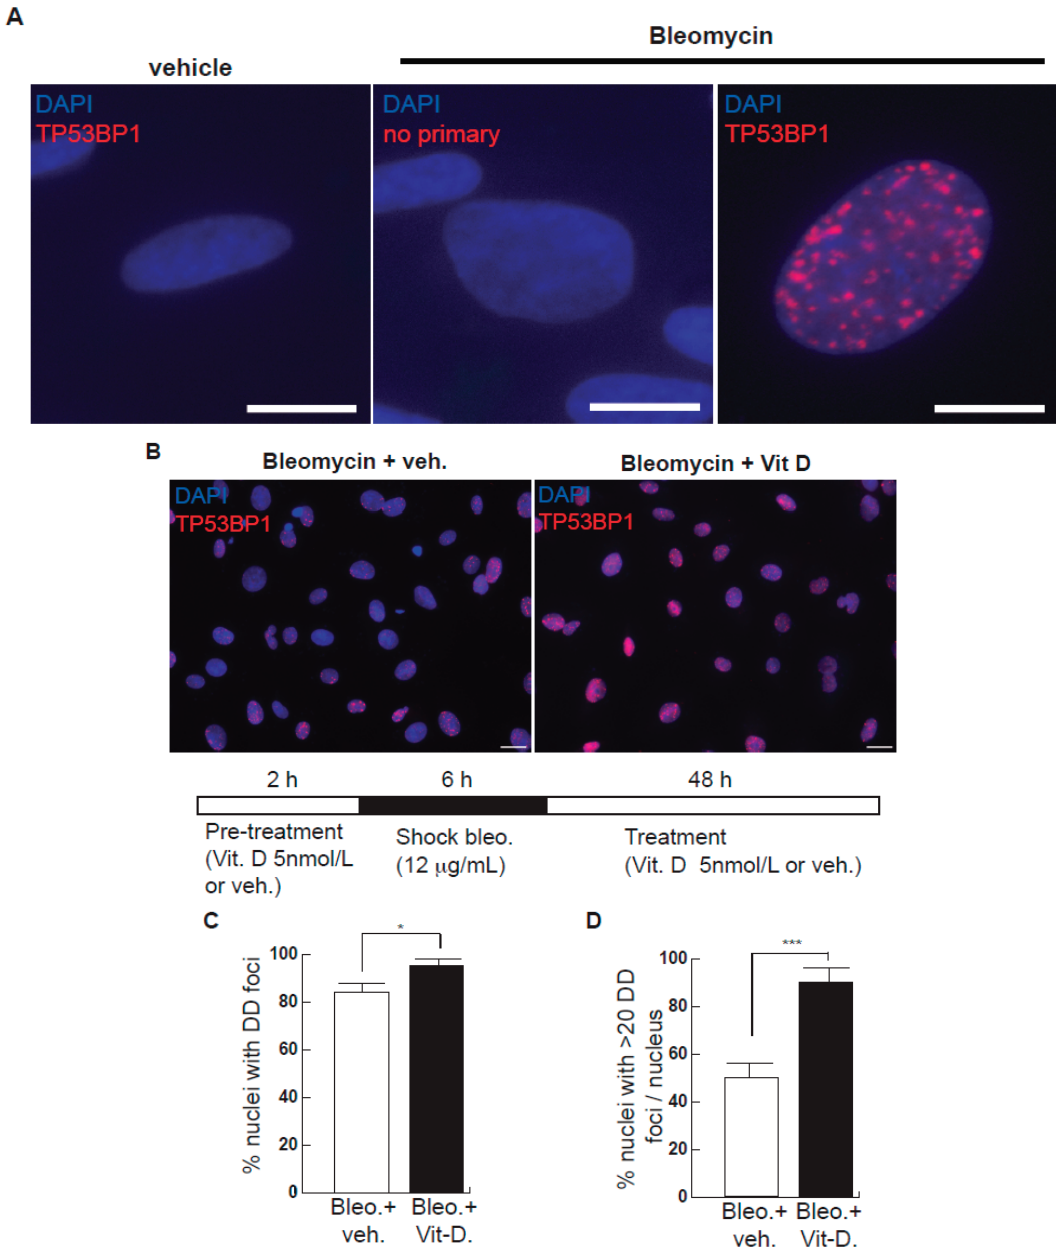 A
Bleomycin
vehicle
DAPI
TP53BP1
DAPI
no primary
DAPI
TP53BP1
B
Bleomycin + veh.
Bleomycin + Vit D
DAPI
TP53BP1
DAPI
TP53BP1
2 h
6 h
48 h
Pre-treatment
(Vit. D 5nmol/L
or veh.)
Shock bleo.
(12 μg/mL)
Treatment
(Vit. D  5nmol/L or veh.)
C
*
% nuclei with DD foci
100
80
60
40
20
0
Bleo.+
veh.
Bleo.+
Vit-D.
D
***
% nuclei with >20 DD
foci / nucleus
100
80
60
40
20
0
Bleo.+
veh.
Bleo.+
Vit-D.